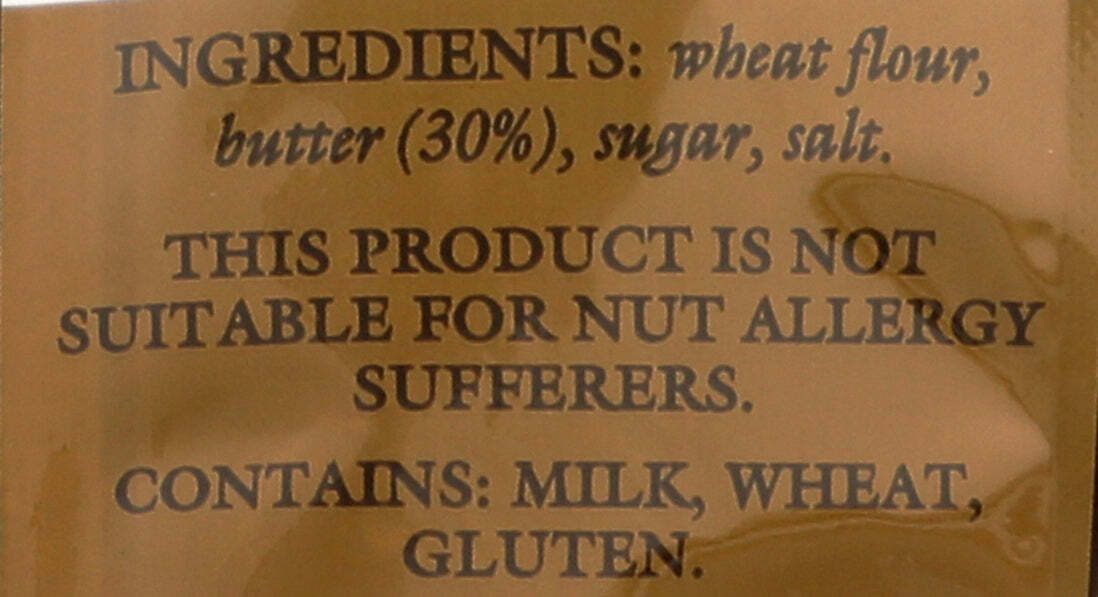 INGREDIENTS: wheat flour,
butter (30%), sugar, salt.
THIS PRODUCT IS NOT
SUITABLE FOR NUT ALLERGY
SUFFERERS.
CONTAINS: MILK, WHEAT,
GLUTEN.